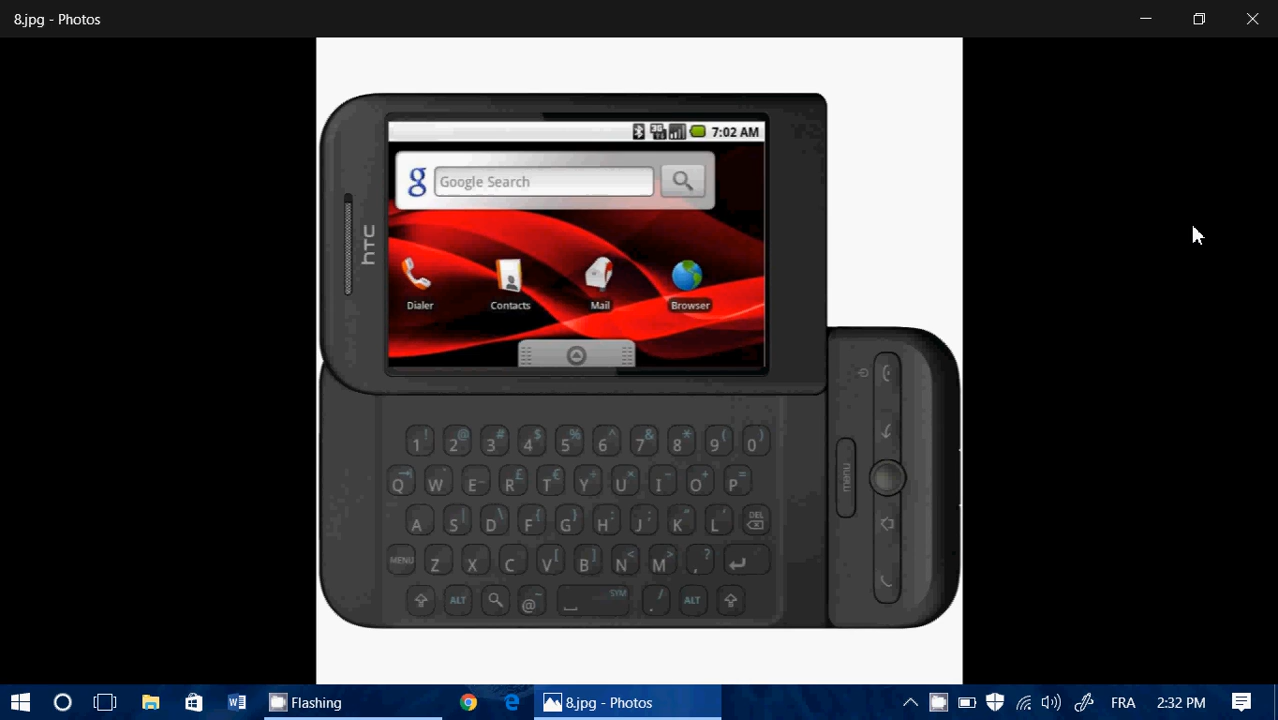 8.jpg - Photos
7:02 AM
g Google Search
hTC
Dialer Contacts Mail Browser
1 ! 2 @ 3 # 4 $ 5 % 6 ^ 7 & 8 * 9 ( 0 )
Q W E R £ T € Y U I O + P =
A S | D \ F { G } H : J ; K " L ' DEL
MENU Z X C V [ B ] N < M > , ?
ALT @ ~ SYM . / ALT
menu
Flashing
8.jpg - Photos
FRA 2:32 PM